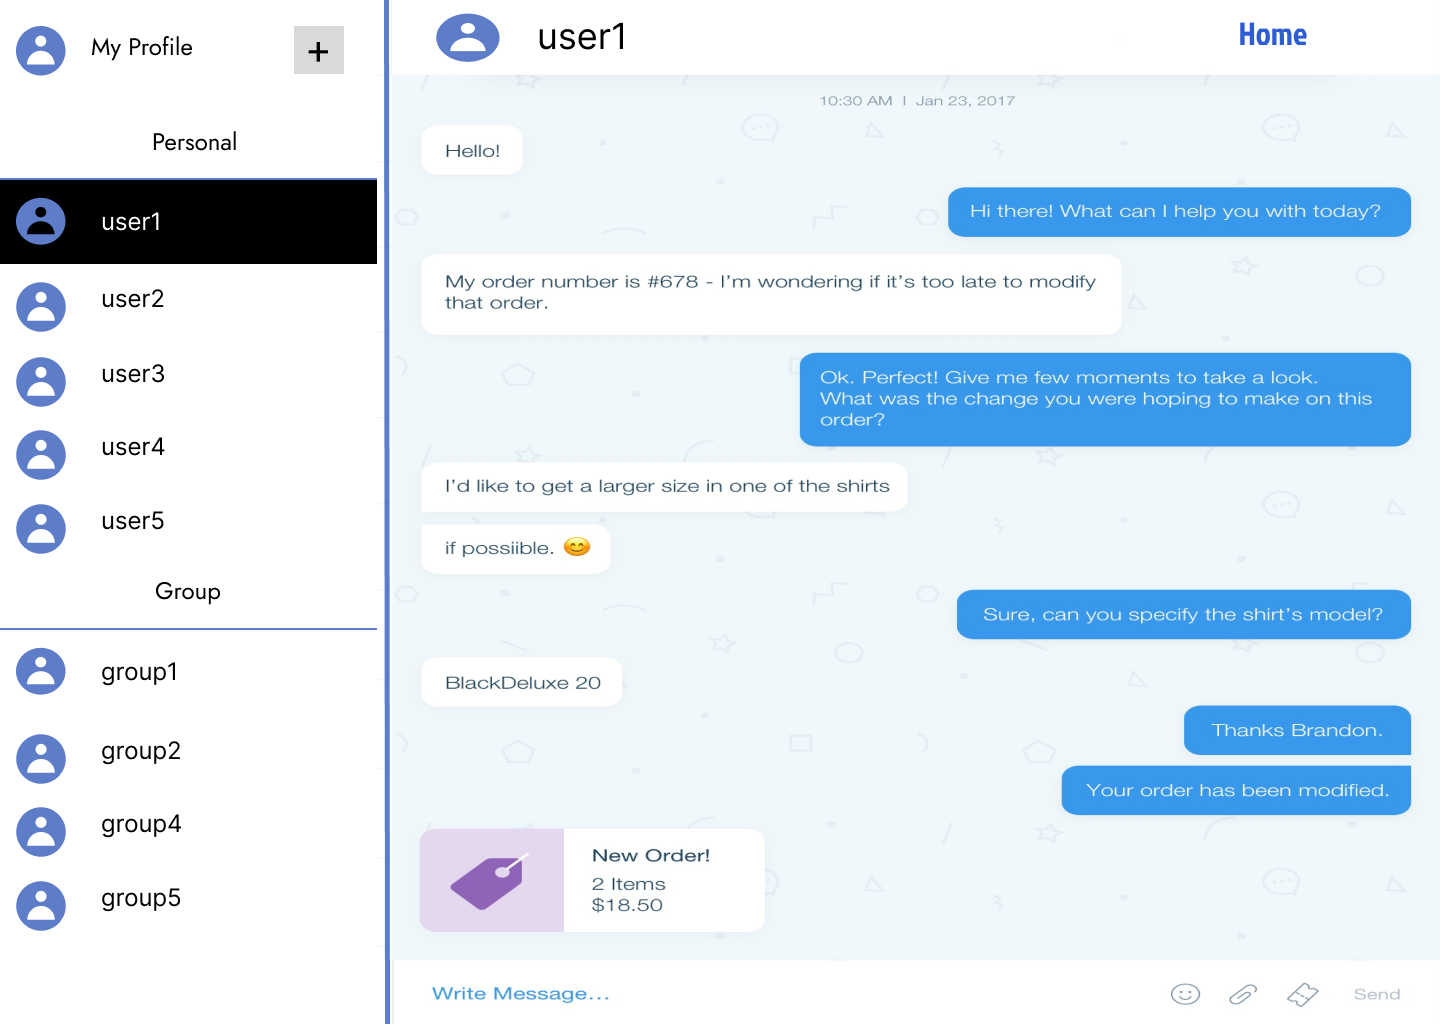 My Profile
+
Personal
user1
user2
user3
user4
user5
Group
group1
group2
group4
group5
user1
Home
10:30 AM | Jan 23, 2017
Hello!
Hi there! What can I help you with today?
My order number is #678 - I'm wondering if it's too late to modify
that order.
Ok. Perfect! Give me few moments to take a look.
What was the change you were hoping to make on this
order?
I'd like to get a larger size in one of the shirts
if possiible. 😊
Sure, can you specify the shirt's model?
BlackDeluxe 20
Thanks Brandon.
Your order has been modified.
New Order!
2 Items
$18.50
Write Message...
Send